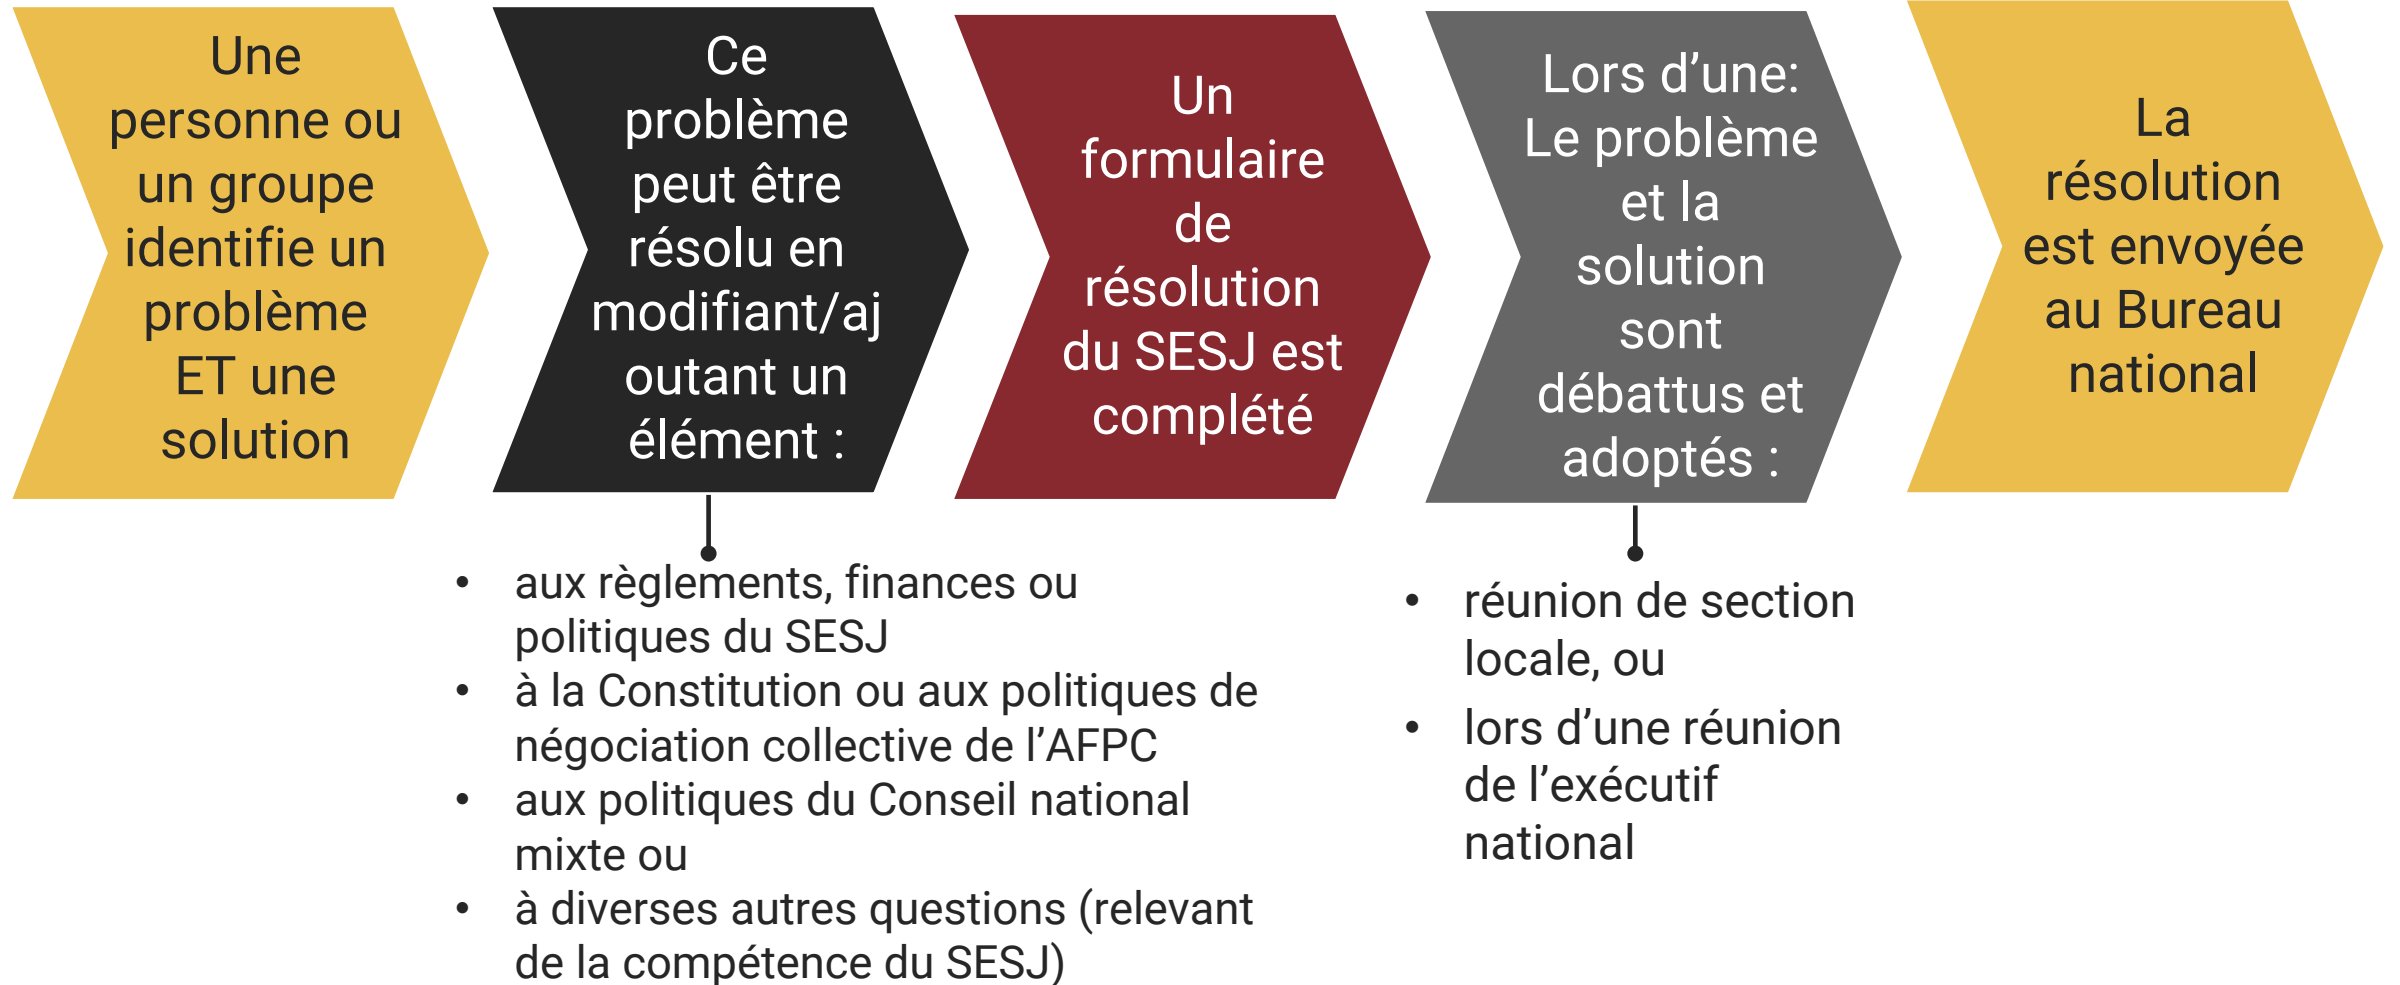 Une
personne ou
un groupe
identifie un
problème
ET une
solution
Ce
problème
peut être
résolu en
modifiant/aj
outant un
élément :
Un
formulaire
de
résolution
du SESJ est
complété
Lors d’une:
Le problème
et la
solution
sont
débattus et
adoptés :
La
résolution
est envoyée
au Bureau
national
• aux règlements, finances ou
politiques du SESJ
• à la Constitution ou aux politiques de
négociation collective de l’AFPC
• aux politiques du Conseil national
mixte ou
• à diverses autres questions (relevant
de la compétence du SESJ)
• réunion de section
locale, ou
• lors d’une réunion
de l’exécutif
national